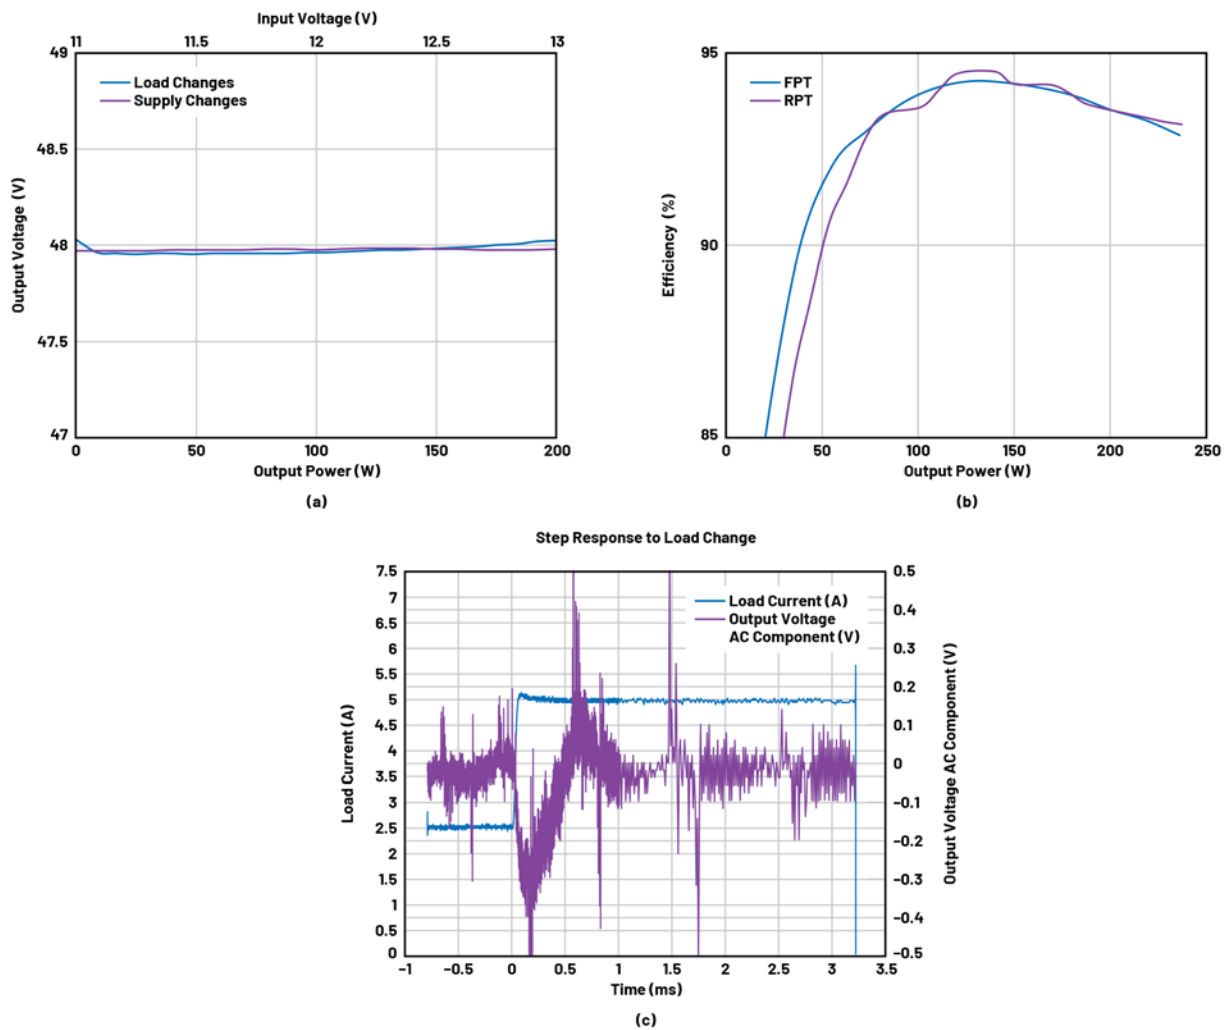 Input Voltage (V)
11 11.5 12 12.5 13
49
48.5
48
47.5
47
Output Voltage (V)
Load Changes
Supply Changes
0 50 100 150 200
Output Power (W)
(a)
95
90
85
Efficiency (%)
FPT
RPT
0 50 100 150 200 250
Output Power (W)
(b)
Step Response to Load Change
7.5
7
6.5
6
5.5
5
4.5
4
3.5
3
2.5
2
1.5
1
0.5
0
Load Current (A)
Load Current (A)
Output Voltage
AC Component (V)
0.5
0.4
0.3
0.2
0.1
0
–0.1
–0.2
–0.3
–0.4
–0.5
Output Voltage AC Component (V)
–1 –0.5 0 0.5 1 1.5 2 2.5 3 3.5
Time (ms)
(c)